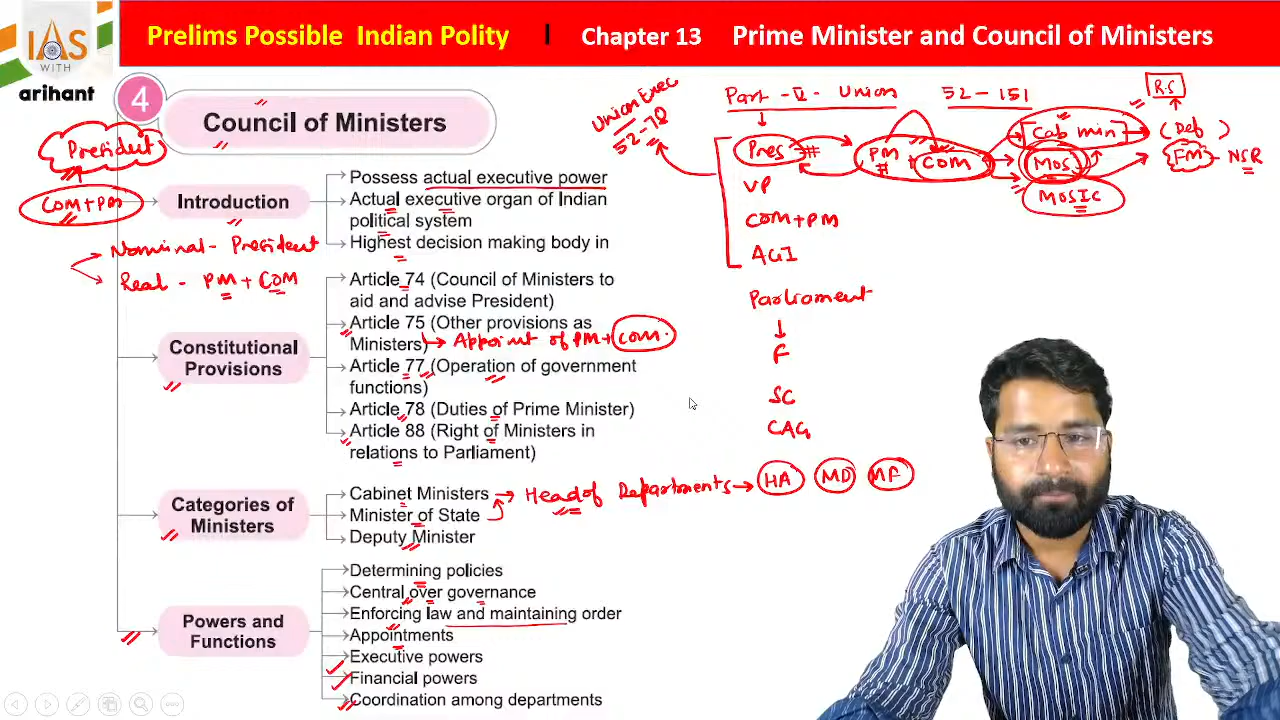 IAS
WITH
arihant
Prelims Possible Indian Polity | Chapter 13 Prime Minister and Council of Ministers
4
Council of Ministers
President
COM+PM
Nominal - President
Real - PM + COM
Introduction
Possess actual executive power
Actual executive organ of Indian
political system
Highest decision making body in
Constitutional
Provisions
Article 74 (Council of Ministers to
aid and advise President)
Article 75 (Other provisions as
Ministers)
Appoint of PM+ COM.
Article 77 (Operation of government
functions)
Article 78 (Duties of Prime Minister)
Article 88 (Right of Ministers in
relations to Parliament)
Categories of
Ministers
Cabinet Ministers
Minister of State
Deputy Minister
Head of Departments → HA MD MF
Powers and
Functions
Determining policies
Central over governance
Enforcing law and maintaining order
Appointments
Executive powers
Financial powers
Coordination among departments
Union Exec
52-78
Part - V - Union 52 - 151
Pres # PM # COM
VP
COM+PM
AGI
Parliament
F
SC
CAG
Cab min (Def)
R.S
MOS FM - NSR
MOSIC